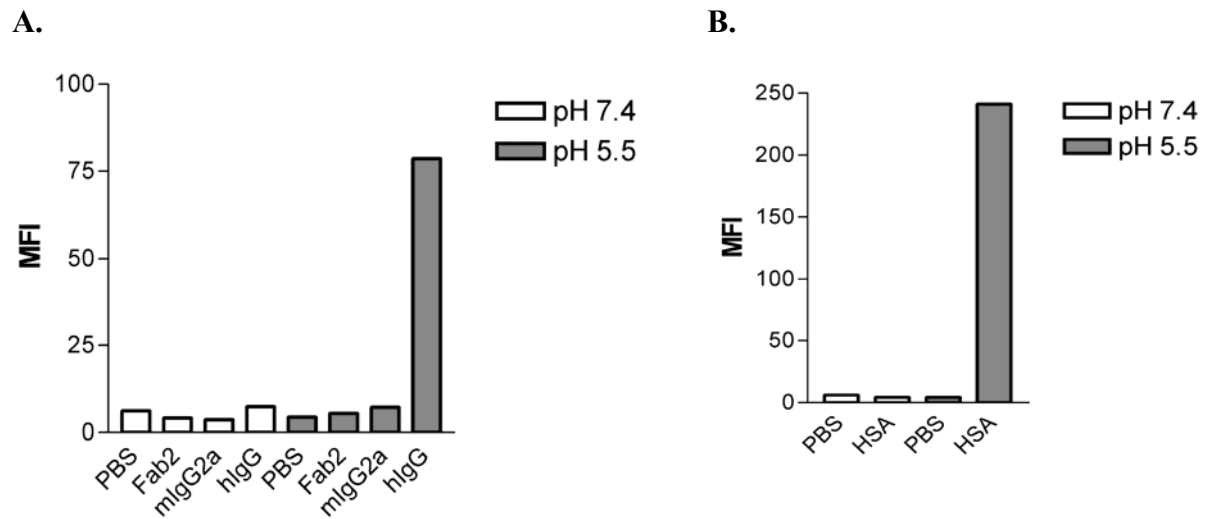 A.
100
75
50
25
0
MFI
pH 7.4
pH 5.5
PBS
Fab2
mIgG2a
hIgG
PBS
Fab2
mIgG2a
hIgG
B.
250
200
150
100
50
0
MFI
pH 7.4
pH 5.5
PBS
HSA
PBS
HSA